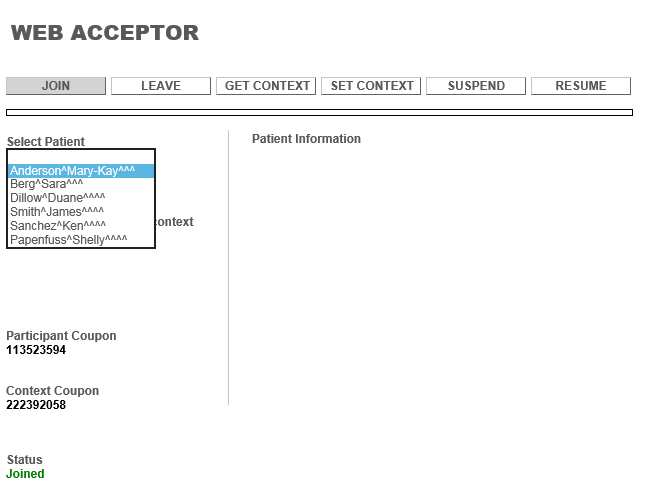 WEB ACCEPTOR
JOIN LEAVE GET CONTEXT SET CONTEXT SUSPEND RESUME
Select Patient
Anderson^Mary-Kay^^^
Berg^Sara^^^
Dillow^Duane^^^^
Smith^James^^^^
Sanchez^Ken^^^^
Papenfuss^Shelly^^^^
context
Participant Coupon
113523594
Context Coupon
222392058
Status
Joined
Patient Information